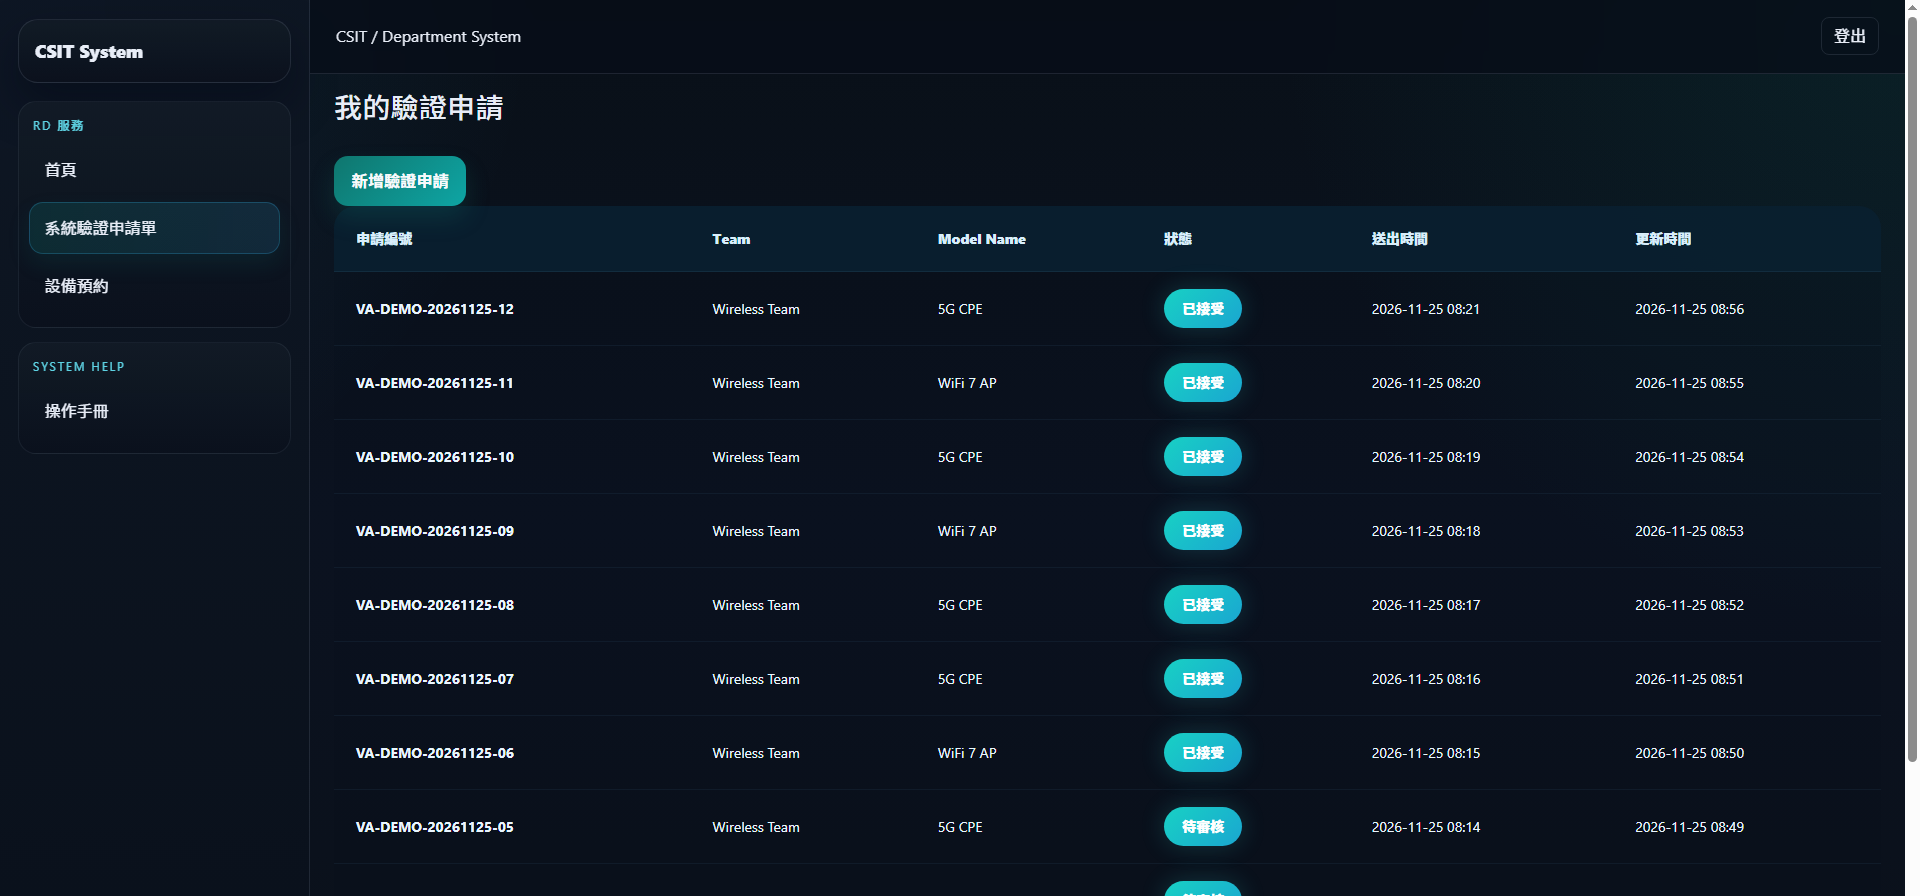 CSIT System
RD 服務
首頁
系統驗證申請單
設備預約
SYSTEM HELP
操作手冊
CSIT / Department System
登出
我的驗證申請
新增驗證申請
申請編號 Team Model Name 狀態 送出時間 更新時間
VA-DEMO-20261125-12 Wireless Team 5G CPE 已接受 2026-11-25 08:21 2026-11-25 08:56
VA-DEMO-20261125-11 Wireless Team WiFi 7 AP 已接受 2026-11-25 08:20 2026-11-25 08:55
VA-DEMO-20261125-10 Wireless Team 5G CPE 已接受 2026-11-25 08:19 2026-11-25 08:54
VA-DEMO-20261125-09 Wireless Team WiFi 7 AP 已接受 2026-11-25 08:18 2026-11-25 08:53
VA-DEMO-20261125-08 Wireless Team 5G CPE 已接受 2026-11-25 08:17 2026-11-25 08:52
VA-DEMO-20261125-07 Wireless Team 5G CPE 已接受 2026-11-25 08:16 2026-11-25 08:51
VA-DEMO-20261125-06 Wireless Team WiFi 7 AP 已接受 2026-11-25 08:15 2026-11-25 08:50
VA-DEMO-20261125-05 Wireless Team 5G CPE 待審核 2026-11-25 08:14 2026-11-25 08:49